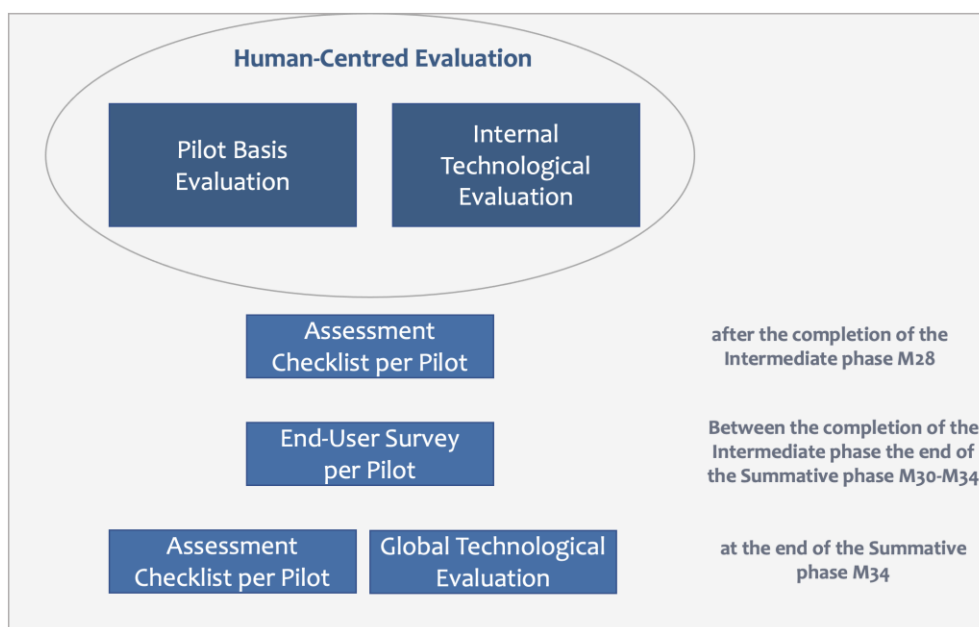 Human-Centred Evaluation
Pilot Basis
Evaluation
Internal
Technological
Evaluation
Assessment
Checklist per Pilot
after the completion of the
Intermediate phase M28
End-User Survey
per Pilot
Between the completion of the
Intermediate phase the end of
the Summative phase M30-M34
Assessment
Checklist per Pilot
Global Technological
Evaluation
at the end of the Summative
phase M34